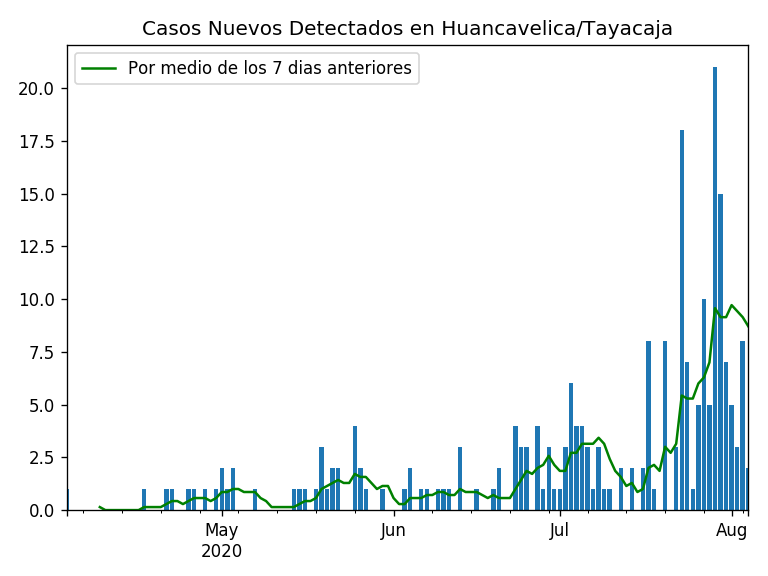 Casos Nuevos Detectados en Huancavelica/Tayacaja
Por medio de los 7 dias anteriores
20.0
17.5
15.0
12.5
10.0
7.5
5.0
2.5
0.0
May
2020
Jun
Jul
Aug